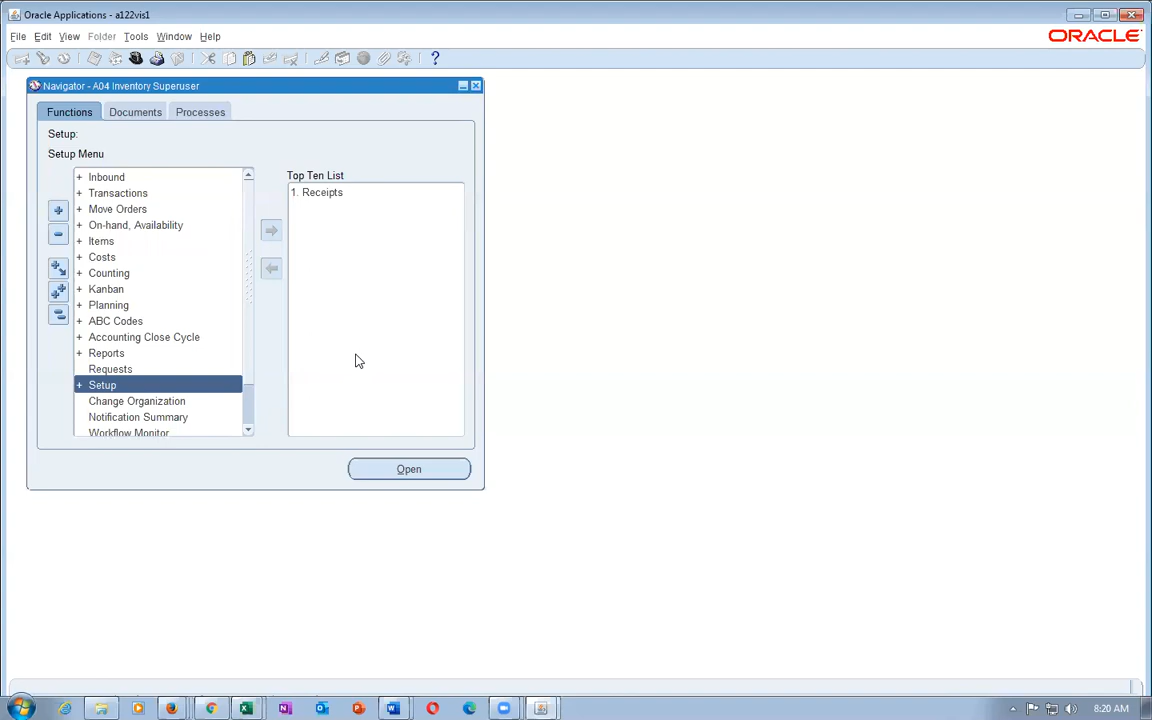 Oracle Applications - a122vis1
File Edit View Folder Tools Window Help
ORACLE
Navigator - A04 Inventory Superuser
Functions Documents Processes
Setup:
Setup Menu
Top Ten List
+ Inbound
+ Transactions
+ Move Orders
+ On-hand, Availability
+ Items
+ Costs
+ Counting
+ Kanban
+ Planning
+ ABC Codes
+ Accounting Close Cycle
+ Reports
Requests
+ Setup
Change Organization
Notification Summary
Workflow Monitor
1. Receipts
Open
8:20 AM